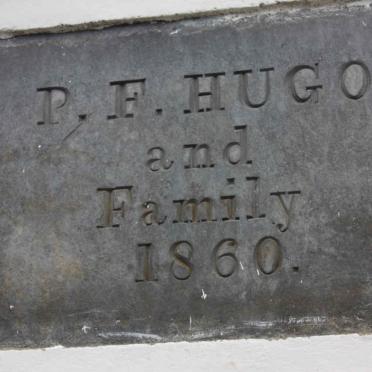 P. F. HUGO
and
Family
1860.